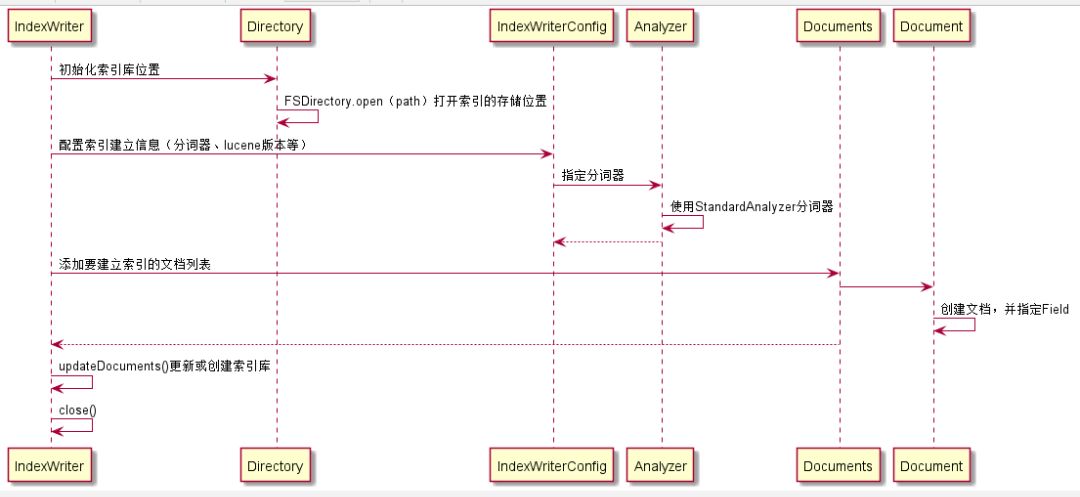 IndexWriter
Directory
IndexWriterConfig
Analyzer
Documents
Document
初始化索引库位置
FSDirectory.open（path）打开索引的存储位置
配置索引建立信息（分词器、lucene版本等）
指定分词器
使用StandardAnalyzer分词器
添加要建立索引的文档列表
创建文档，并指定Field
updateDocuments()更新或创建索引库
close()
IndexWriter
Directory
IndexWriterConfig
Analyzer
Documents
Document